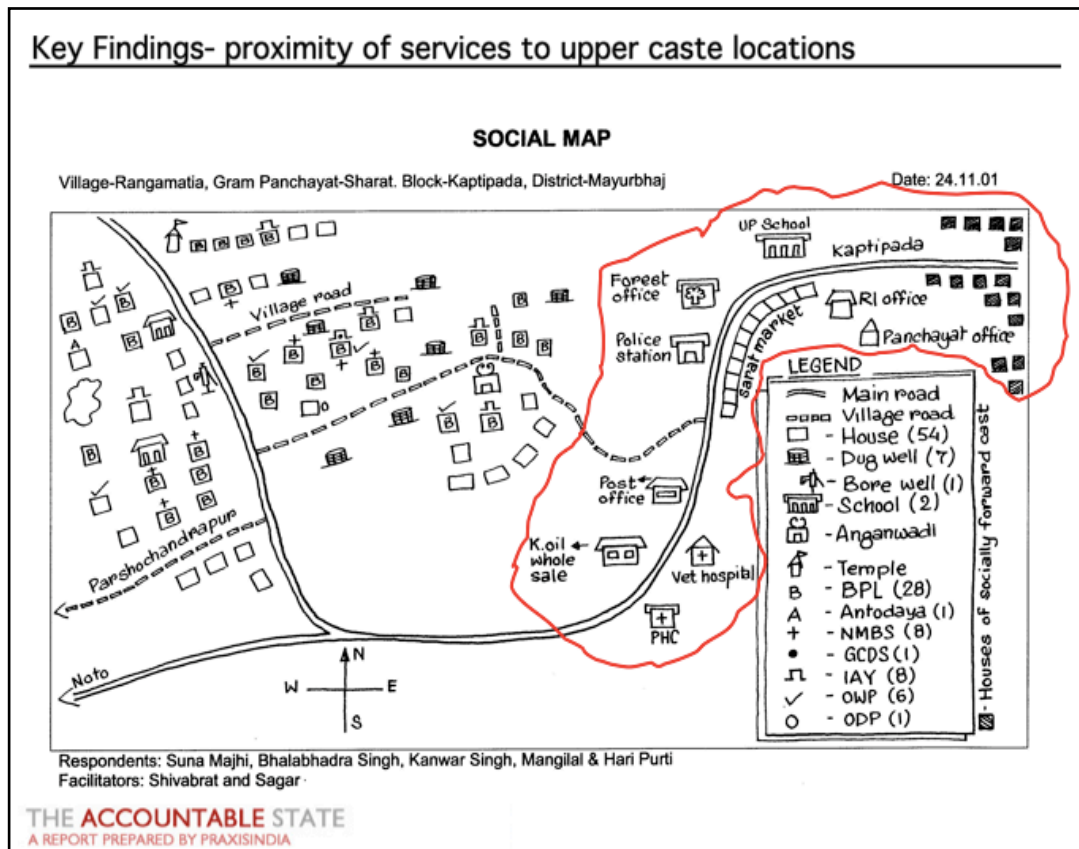 Key Findings- proximity of services to upper caste locations
SOCIAL MAP
Village-Rangamatia, Gram Panchayat-Sharat. Block-Kaptipada, District-Mayurbhaj
Date: 24.11.01
UP School
Kaptipada
Forest
office
RI office
Village road
Police
station
Sarat market
Panchayat office
B
A
O
LEGEND
Main road
Village road
- House (54)
- Dug well (7)
- Bore well (1)
- School (2)
- Anganwadi
- Temple
B - BPL (28)
A - Antodaya (1)
+ - NMBS (8)
● - GCDS (1)
- IAY (8)
✓ - OWP (6)
O - ODP (1)
- Houses of socially forward cast
Post
office
K.oil
whole
sale
Vet hospibl
PHC
Parshochandrapur
Noto
N
W E
S
Respondents: Suna Majhi, Bhalabhadra Singh, Kanwar Singh, Mangilal & Hari Purti
Facilitators: Shivabrat and Sagar
THE ACCOUNTABLE STATE
A REPORT PREPARED BY PRAXISINDIA